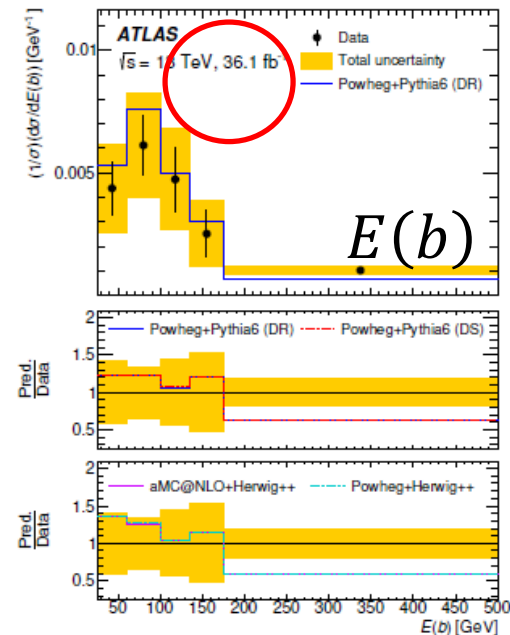 ATLAS
√s = 13 TeV, 36.1 fb⁻
Data
Total uncertainty
Powheg+Pythia6 (DR)
(1/σ)(dσ/dE(b)) [GeV⁻¹]
0.01
0.005
E(b)
Powheg+Pythia6 (DR) Powheg+Pythia6 (DS)
Pred.
Data
2
1.5
1
0.5
aMC@NLO+Herwig++ Powheg+Herwig++
Pred.
Data
2
1.5
1
0.5
50 100 150 200 250 300 350 400 450 500
E(b) [GeV]